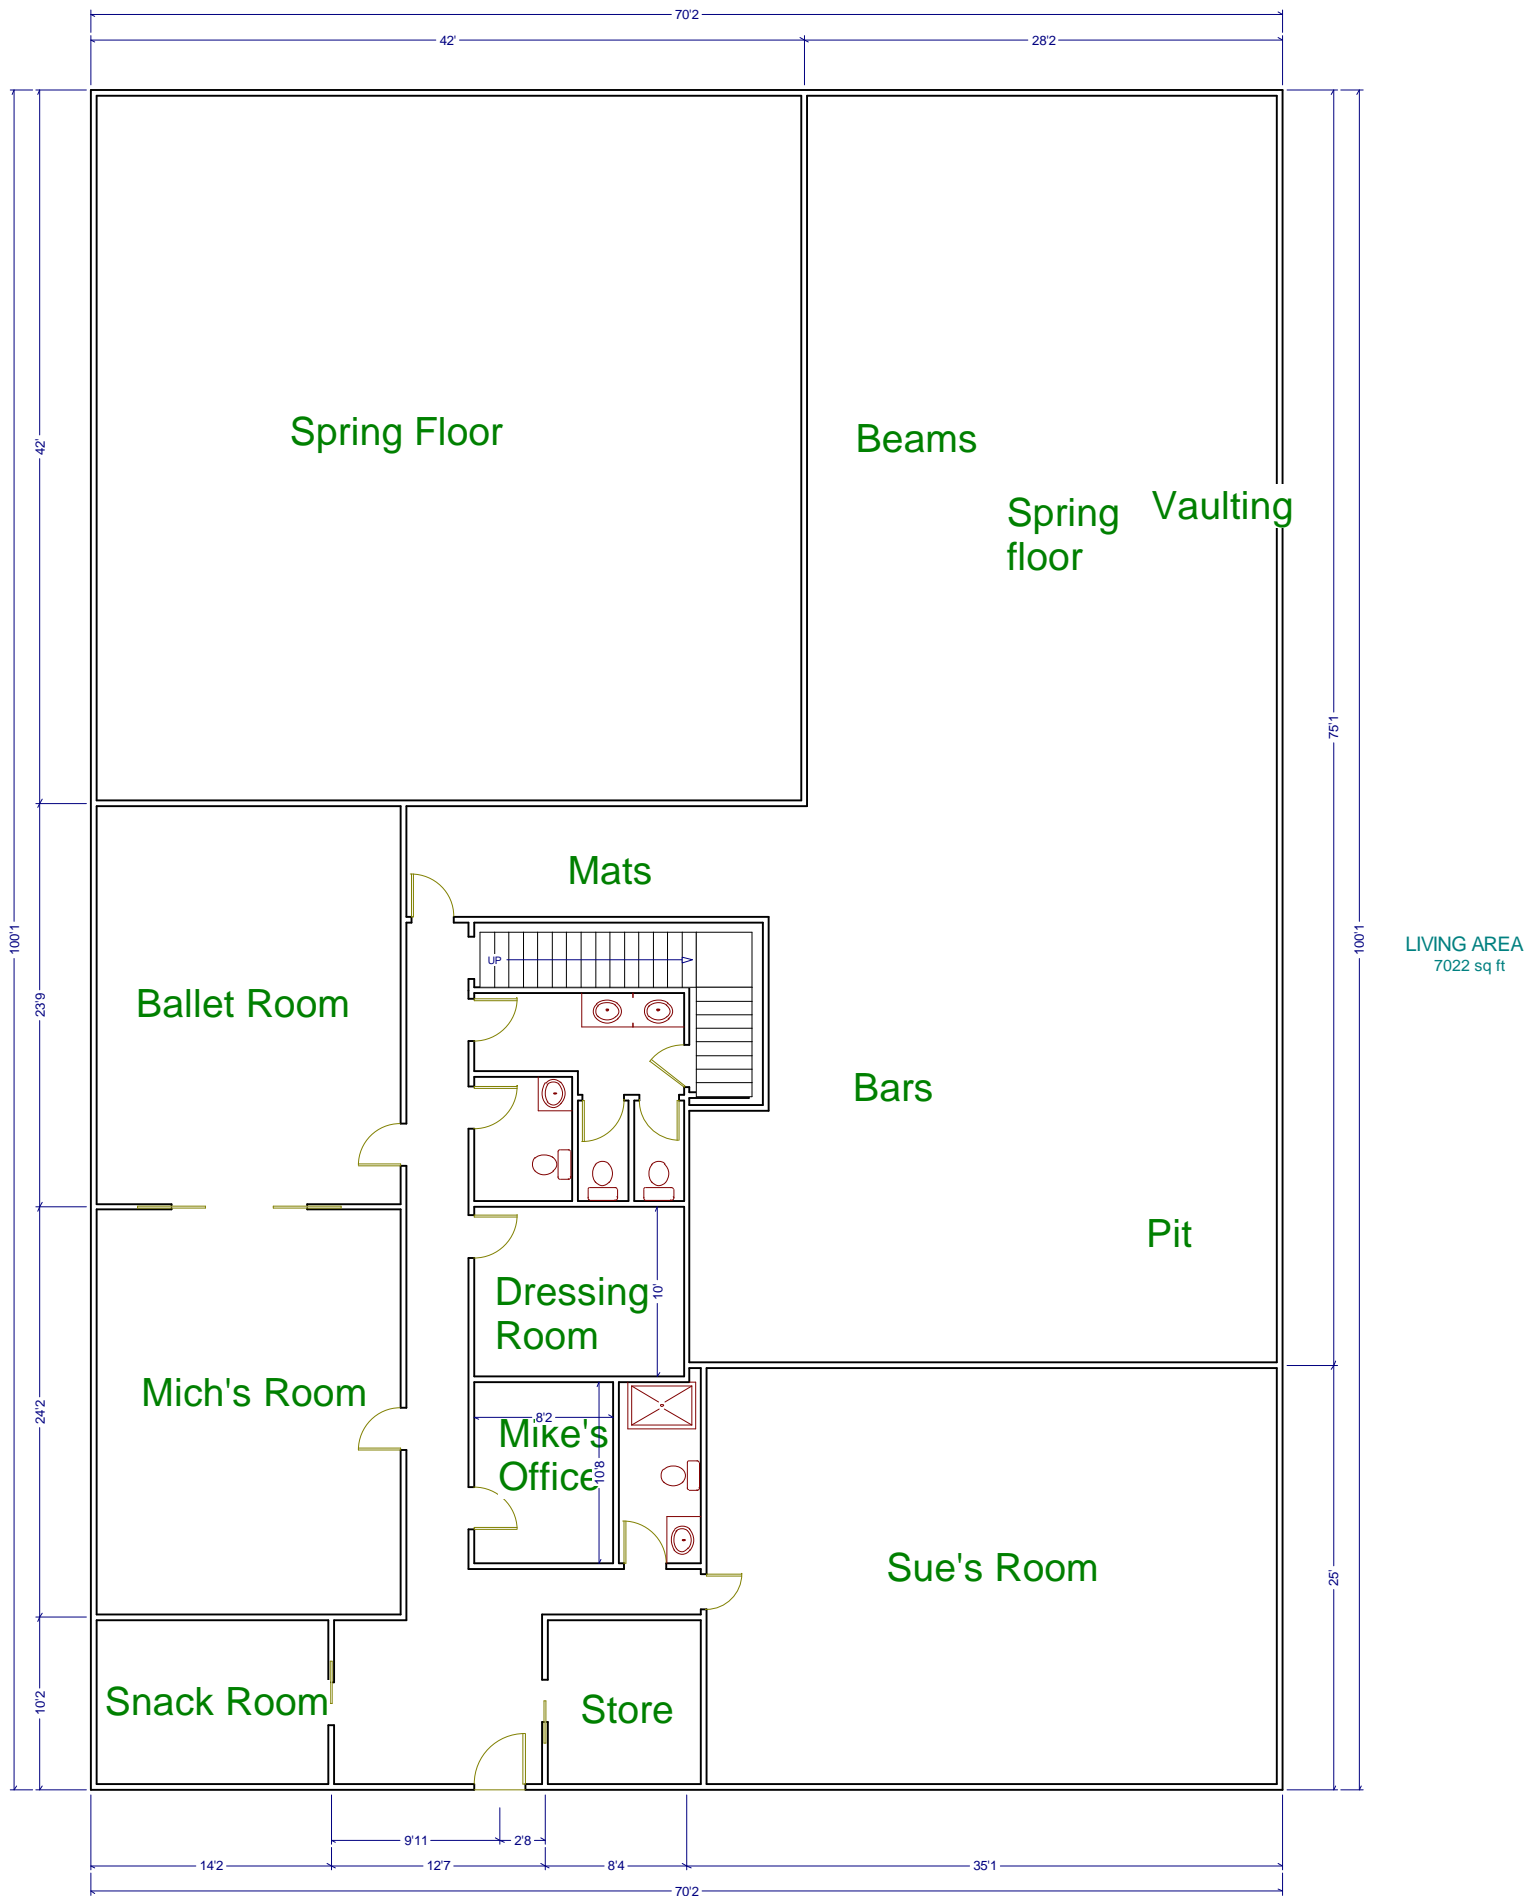 70'2
42'
28'2
Spring Floor
Beams
Vaulting
Spring
floor
42'
75'1
Mats
100'1
100'1
LIVING AREA
7022 sq ft
UP
23'9
Ballet Room
Bars
Pit
Dressing
Room
10'
Mich's Room
24'2
8'2
Mike's
Office
10'8
Sue's Room
25'
Snack Room
10'2
Store
9'11
2'8
14'2
12'7
8'4
35'1
70'2